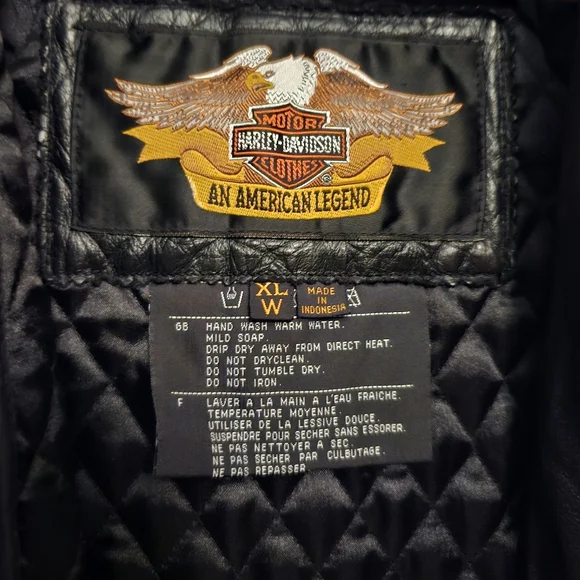 MOTOR
HARLEY-DAVIDSON
CLOTHES
®
AN AMERICAN LEGEND
XL
W
MADE
IN
INDONESIA
GB HAND WASH WARM WATER.
MILD SOAP.
DRIP DRY AWAY FROM DIRECT HEAT.
DO NOT DRYCLEAN.
DO NOT TUMBLE DRY.
DO NOT IRON.
F LAVER A LA MAIN A L'EAU FRAICHE.
TEMPERATURE MOYENNE.
UTILISER DE LA LESSIVE DOUCE.
SUSPENDRE POUR SECHER SANS ESSORER.
NE PAS NETTOYER A SEC.
NE PAS SECHER PAR CULBUTAGE.
NE PAS REPASSER.